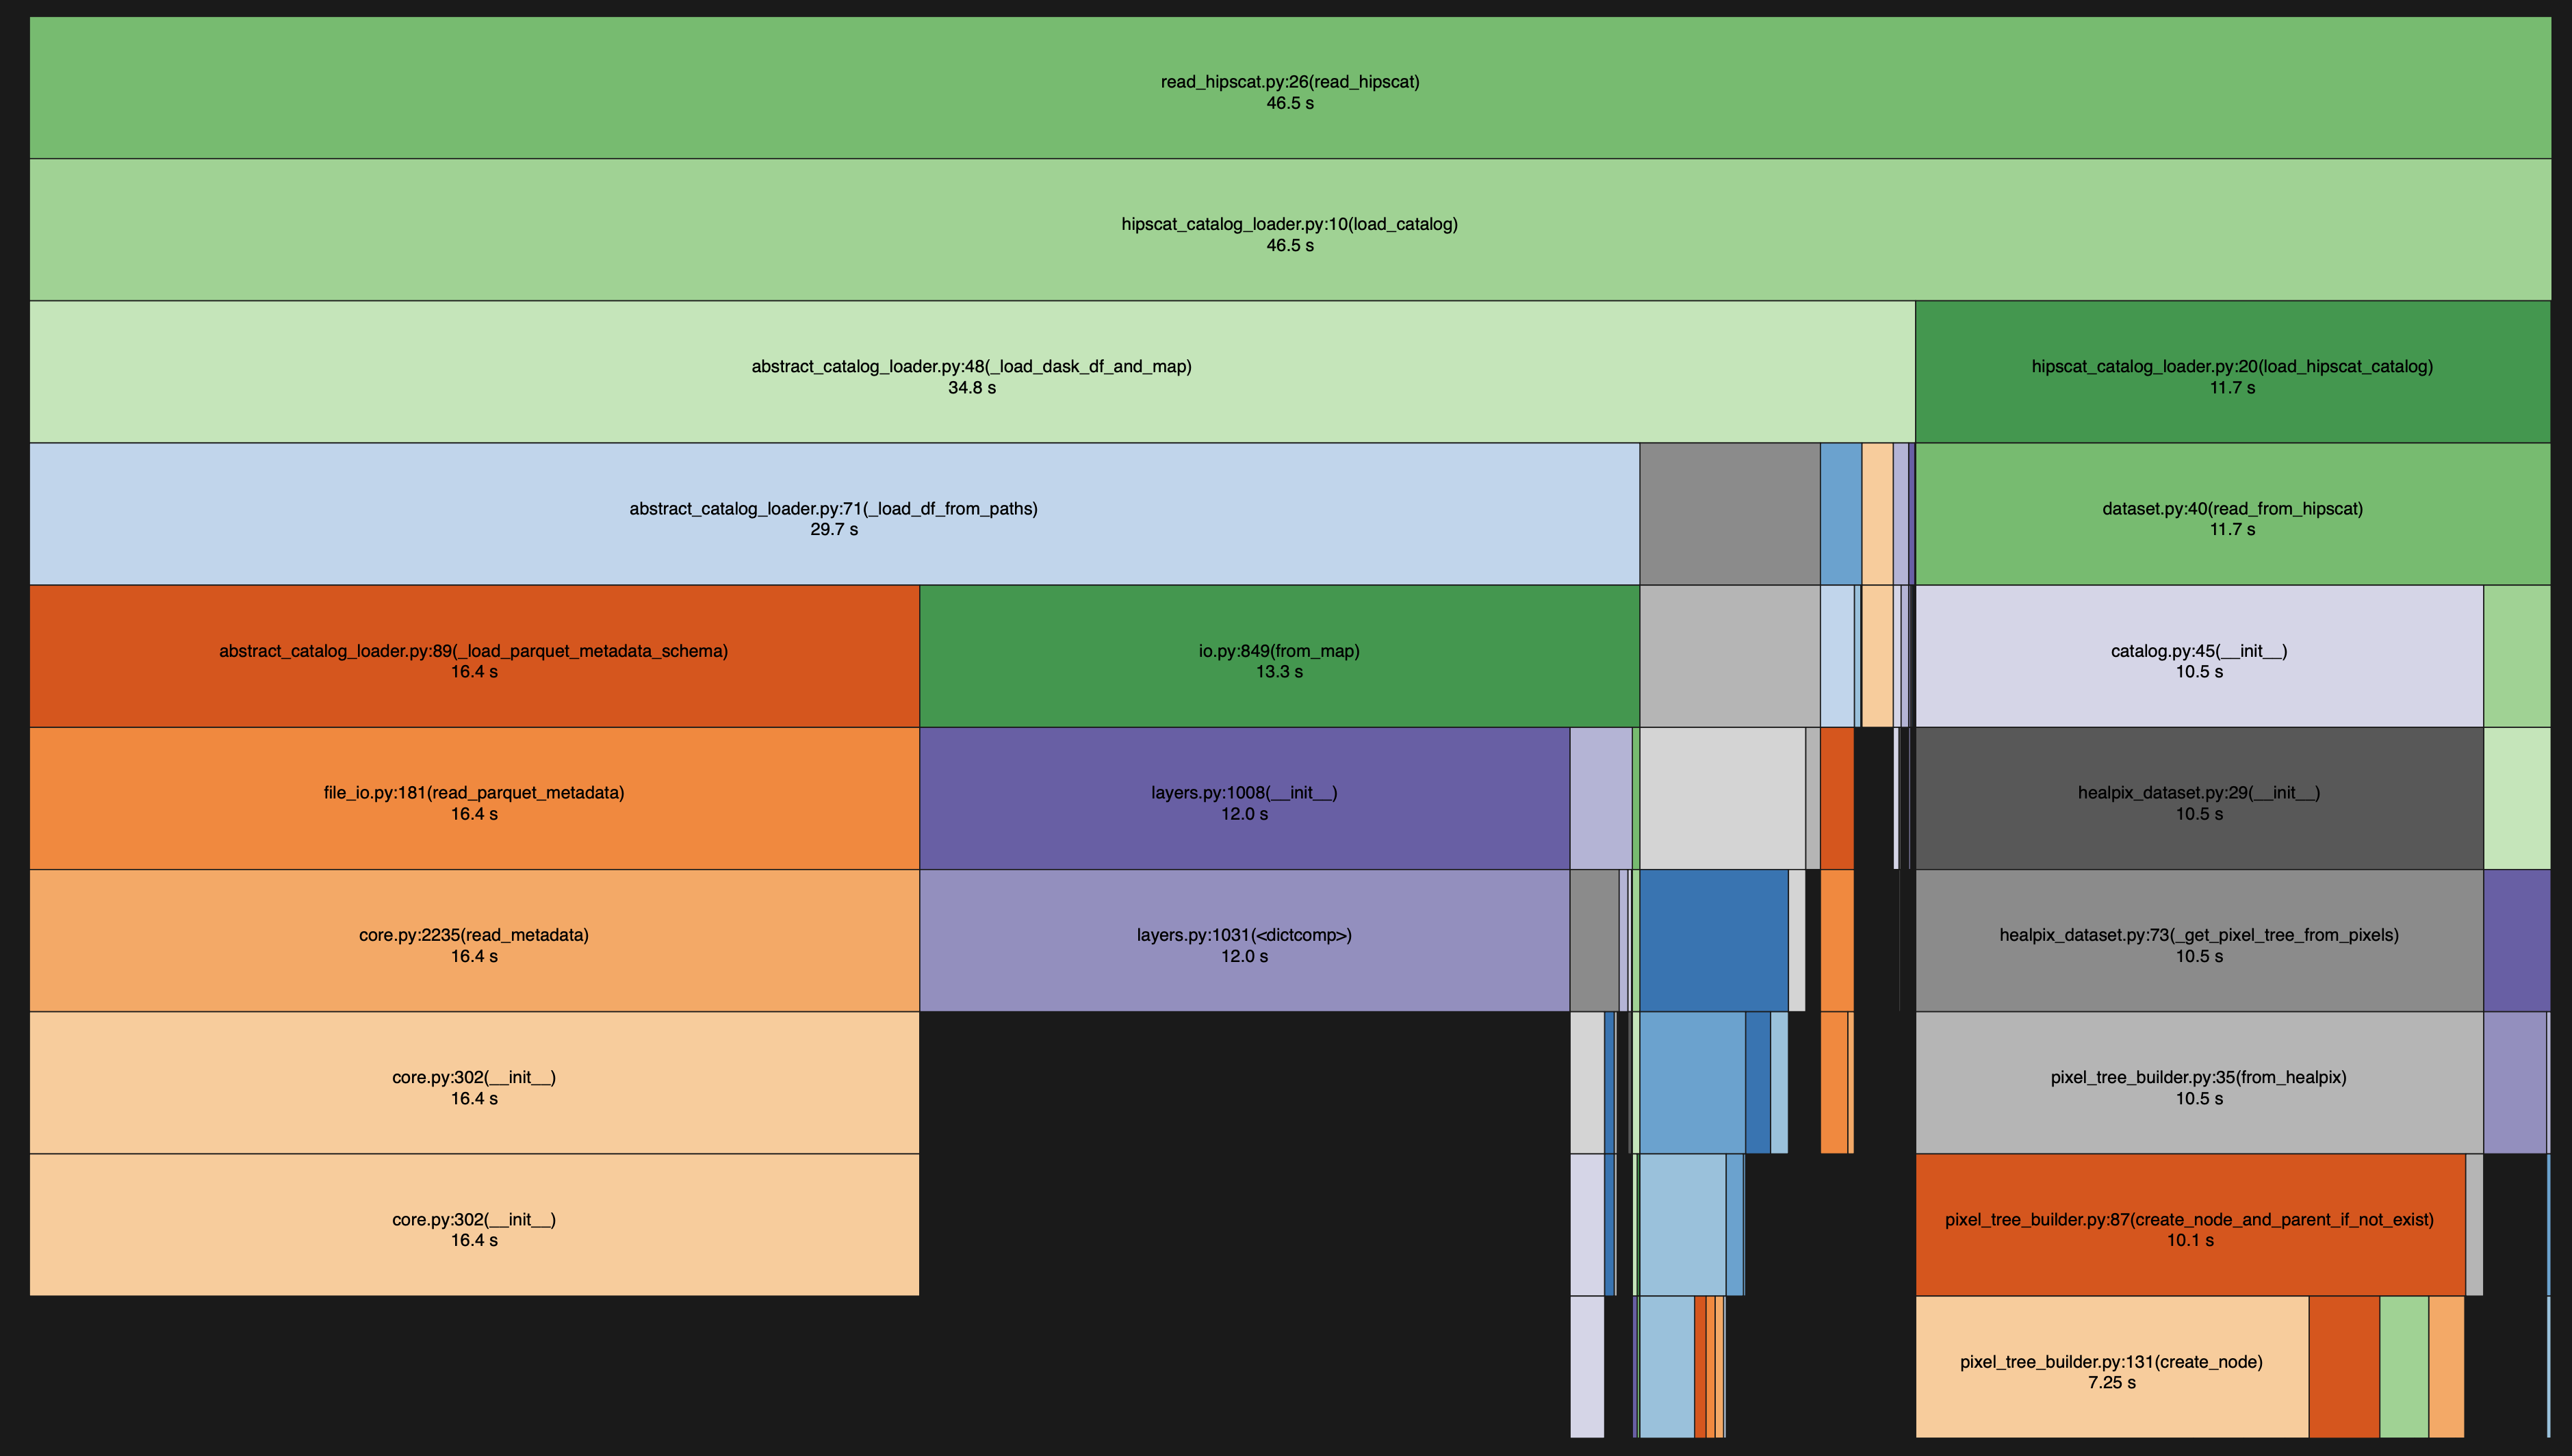 read_hipscat.py:26(read_hipscat)
46.5 s
hipscat_catalog_loader.py:10(load_catalog)
46.5 s
abstract_catalog_loader.py:48(_load_dask_df_and_map)
34.8 s
hipscat_catalog_loader.py:20(load_hipscat_catalog)
11.7 s
abstract_catalog_loader.py:71(_load_df_from_paths)
29.7 s
dataset.py:40(read_from_hipscat)
11.7 s
abstract_catalog_loader.py:89(_load_parquet_metadata_schema)
16.4 s
io.py:849(from_map)
13.3 s
catalog.py:45(__init__)
10.5 s
file_io.py:181(read_parquet_metadata)
16.4 s
layers.py:1008(__init__)
12.0 s
healpix_dataset.py:29(__init__)
10.5 s
core.py:2235(read_metadata)
16.4 s
layers.py:1031(<dictcomp>)
12.0 s
healpix_dataset.py:73(_get_pixel_tree_from_pixels)
10.5 s
core.py:302(__init__)
16.4 s
pixel_tree_builder.py:35(from_healpix)
10.5 s
core.py:302(__init__)
16.4 s
pixel_tree_builder.py:87(create_node_and_parent_if_not_exist)
10.1 s
pixel_tree_builder.py:131(create_node)
7.25 s